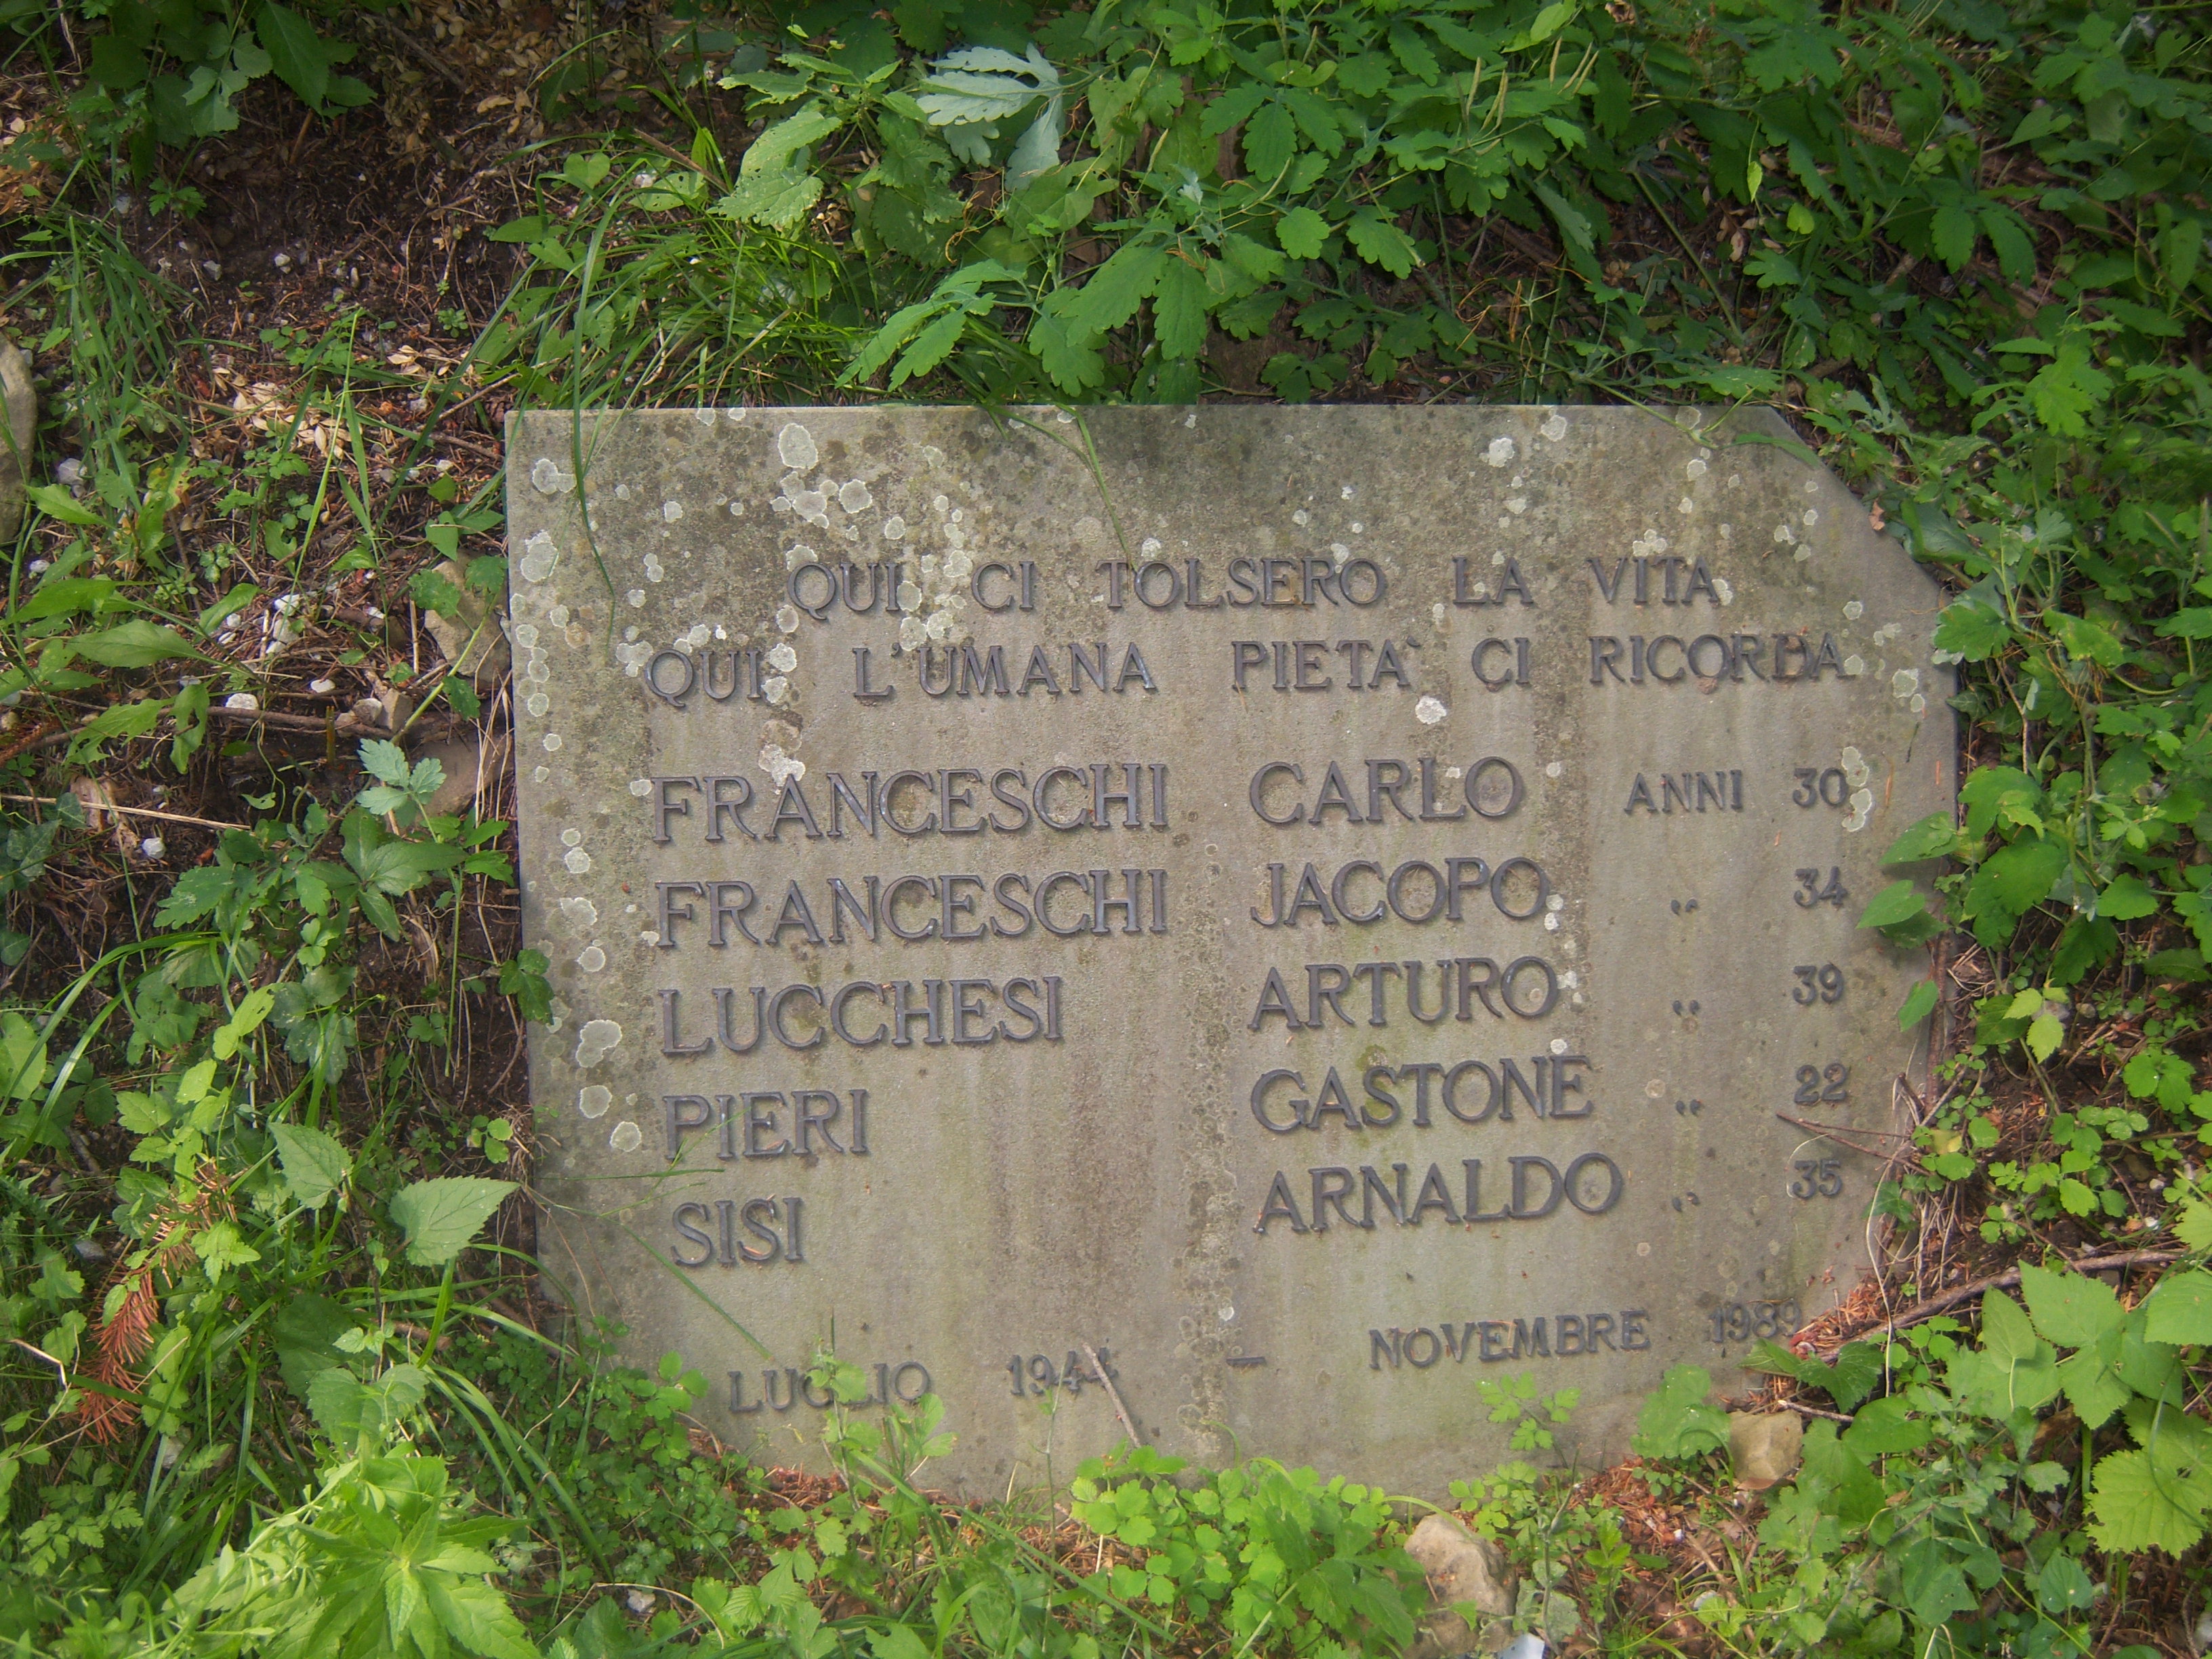 QUI CI TOLSERO LA VITA
QUI L'UMANA PIETA` CI RICORDA
FRANCESCHI CARLO ANNI 30
FRANCESCHI JACOPO " 34
LUCCHESI ARTURO " 39
PIERI GASTONE " 22
SISI ARNALDO " 35
LUGLIO 1944 – NOVEMBRE 1989